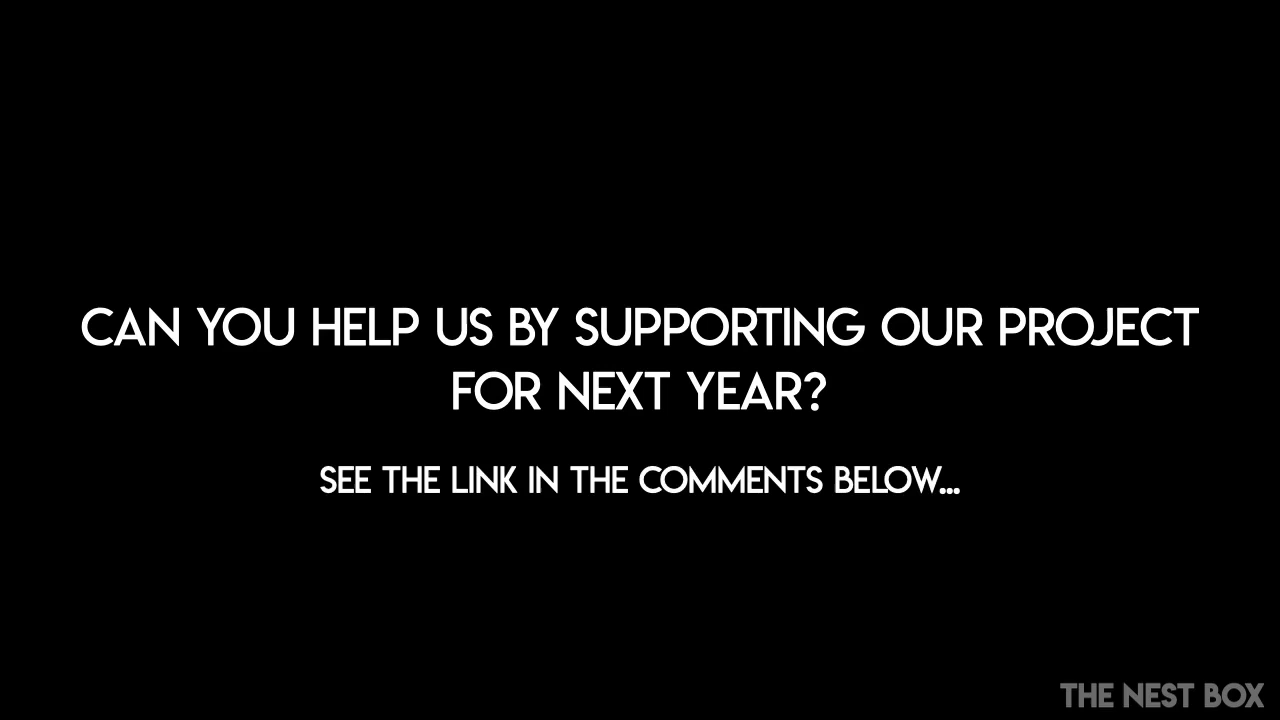 CAN YOU HELP US BY SUPPORTING OUR PROJECT
FOR NEXT YEAR?
SEE THE LINK IN THE COMMENTS BELOW...
THE NEST BOX